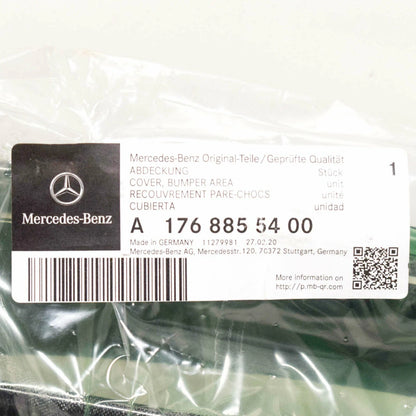 Mercedes-Benz
Mercedes-Benz Original-Teile/Geprüfte Qualität
ABDECKUNG Stück 1
COVER, BUMPER AREA unit
RECOUVREMENT PARE-CHOCS unité
CUBIERTA unidad
A 176 885 54 00
Made in GERMANY 11279981 27.02.20
Mercedes-Benz AG, Mercedesstr. 120, 70372 Stuttgart, Germany
More information on
http://p.mb-qr.com